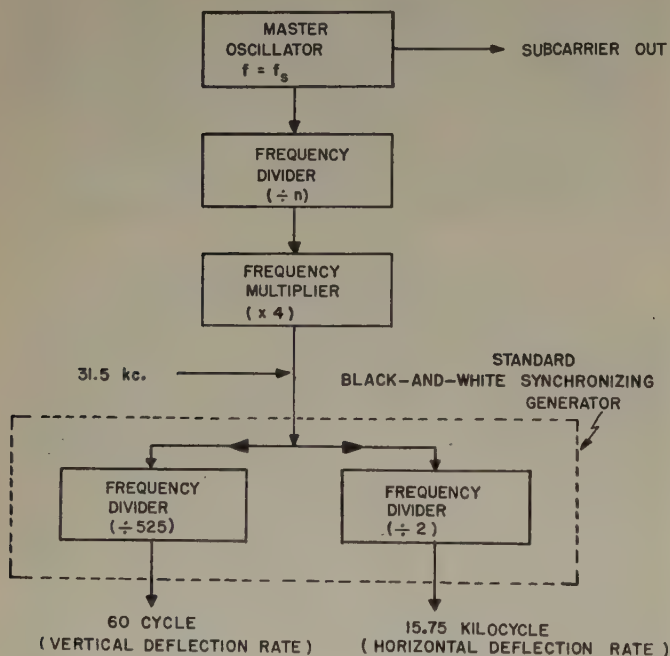 MASTER
OSCILLATOR
f = fs
SUBCARRIER OUT
FREQUENCY
DIVIDER
(÷ n)
FREQUENCY
MULTIPLIER
(x 4)
31.5 kc.
STANDARD
BLACK-AND-WHITE SYNCHRONIZING
GENERATOR
FREQUENCY
DIVIDER
(÷525)
FREQUENCY
DIVIDER
(÷ 2)
60 CYCLE
(VERTICAL DEFLECTION RATE)
15.75 KILOCYCLE
(HORIZONTAL DEFLECTION RATE)